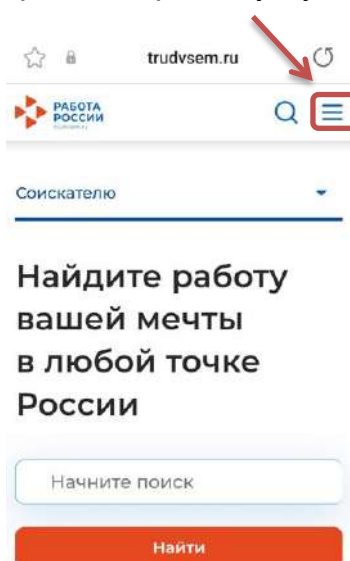 trudvsem.ru
РАБОТА
РОССИИ
Соискателю
Найдите работу
вашей мечты
в любой точке
России
Начните поиск
Найти